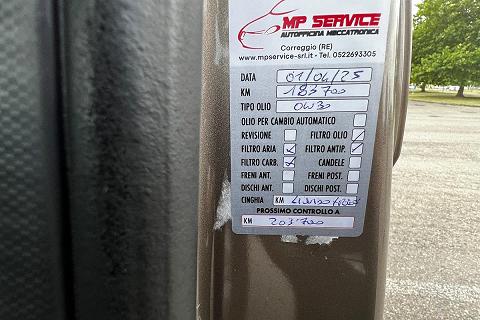 MP SERVICE
AUTOFFICINA MECCATRONICA
Correggio (RE)
www.mpservice-srl.it - Tel. 0522693305
DATA 01/04/25
KM 183700
TIPO OLIO 0W30
OLIO PER CAMBIO AUTOMATICO
REVISIONE FILTRO OLIO
FILTRO ARIA FILTRO ANTIP.
FILTRO CARB. CANDELE
FRENI ANT. FRENI POST.
DISCHI ANT. DISCHI POST.
CINGHIA KM
PROSSIMO CONTROLLO A
KM 203700